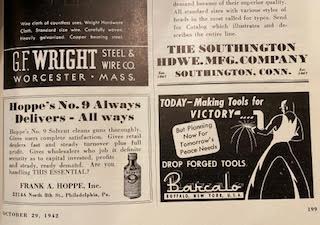 Wire cloth of countless uses. Wright Hardware
Cloth. Standard size wire. Carefully woven.
Heavily galvanized. Copper bearing steel.
G.F. WRIGHT STEEL &
WIRE CO.
WORCESTER · MASS.
demand because of their superior quality.
All standard sizes with various styles of
heads in the most called for types. Send
for Catalog which illustrates and de-
scribes the entire line.
THE SOUTHINGTON
HDWE. MFG. COMPANY
Est. 1867
SOUTHINGTON, CONN.
Est. 1867
Hoppe's No. 9 Always
Delivers - All ways
Hoppe's No. 9 Solvent cleans guns thoroughly.
Gives users complete satisfaction. Gives retail
dealers fast and steady turnover plus full
profit. Gives wholesalers who job it definite
security as to capital invested, profits
and steady, ready demand. Are you
handling THIS ESSENTIAL?
FRANK A. HOPPE, Inc.
North 8th St., Philadelphia, Pa.
TODAY-Making Tools for
VICTORY
But Planning
Now For
Tomorrow's
Peace Needs
DROP FORGED TOOLS
Barcalo
BUFFALO, NEW YORK, U.S.A.
OCTOBER 29, 1942
199